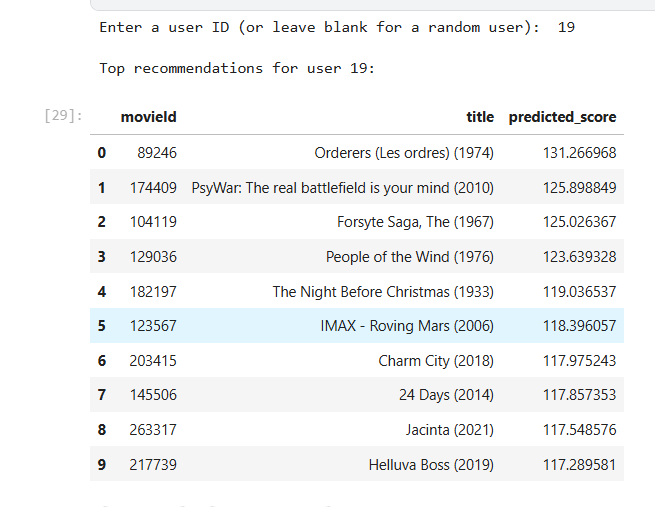 Enter a user ID (or leave blank for a random user): 19
Top recommendations for user 19:
[29]:
movieId title predicted_score
0 89246 Orderers (Les ordres) (1974) 131.266968
1 174409 PsyWar: The real battlefield is your mind (2010) 125.898849
2 104119 Forsyte Saga, The (1967) 125.026367
3 129036 People of the Wind (1976) 123.639328
4 182197 The Night Before Christmas (1933) 119.036537
5 123567 IMAX - Roving Mars (2006) 118.396057
6 203415 Charm City (2018) 117.975243
7 145506 24 Days (2014) 117.857353
8 263317 Jacinta (2021) 117.548576
9 217739 Helluva Boss (2019) 117.289581